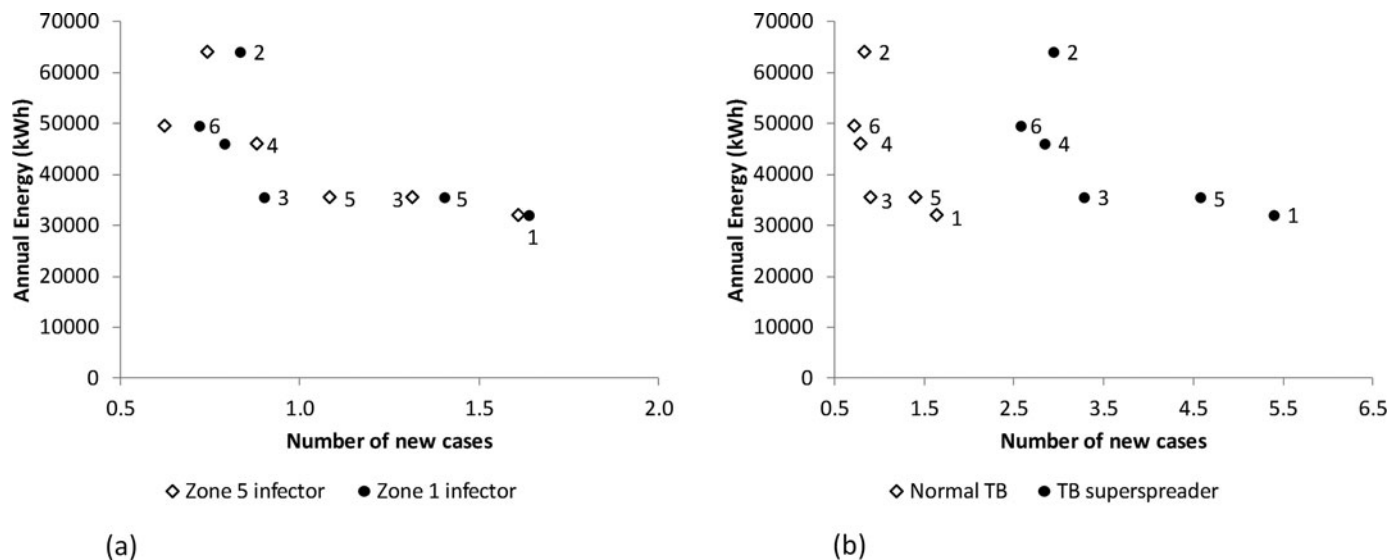 70000
60000
50000
40000
30000
20000
10000
0
Annual Energy (kWh)
2
6
4
3
5
3
5
1
0.5 1.0 1.5 2.0
Number of new cases
Zone 5 infector Zone 1 infector
(a)
70000
60000
50000
40000
30000
20000
10000
0
Annual Energy (kWh)
2 2
6 6
4 4
3 5 3 5
1 1
0.5 1.5 2.5 3.5 4.5 5.5 6.5
Number of new cases
Normal TB TB superspreader
(b)